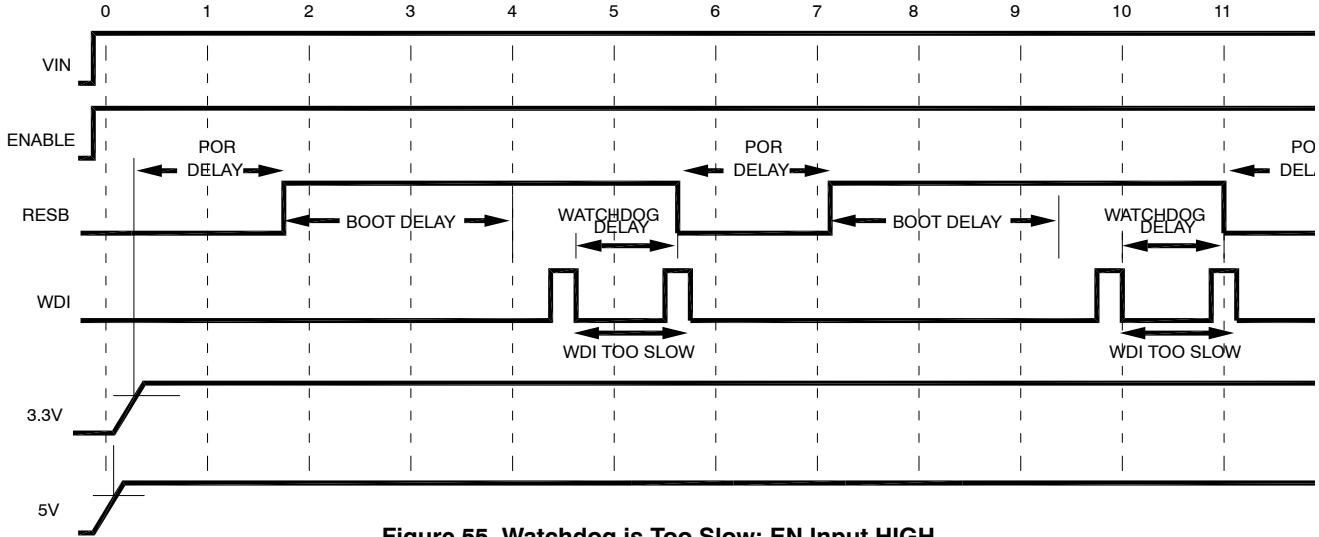 0 1 2 3 4 5 6 7 8 9 10 11
VIN
ENABLE
POR DELAY
POR DELAY
PO
DEL
RESB
BOOT DELAY
WATCHDOG DELAY
BOOT DELAY
WATCHDOG DELAY
WDI
WDI TOO SLOW
WDI TOO SLOW
3.3V
5V
Figure 55. Watchdog is Too Slow; EN Input HIGH